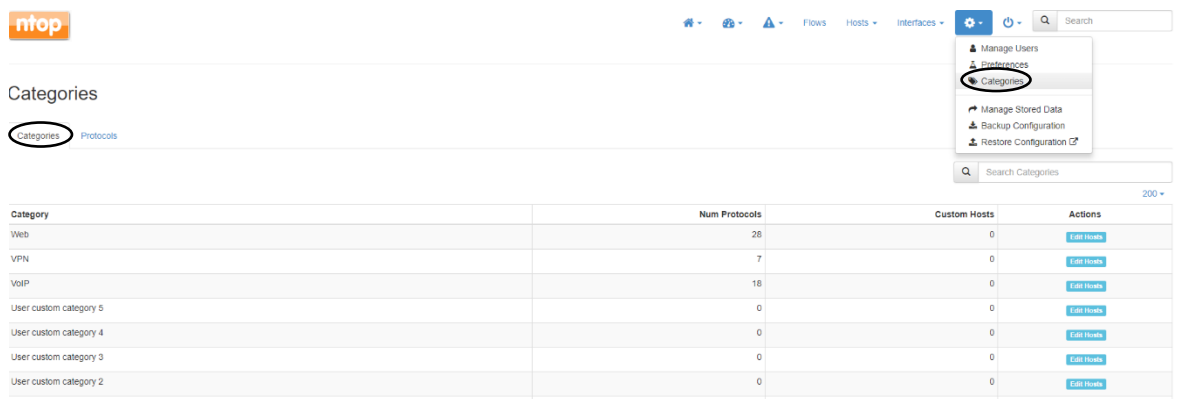 ntop
Flows Hosts Interfaces Search
Manage Users
Preferences
Categories
Manage Stored Data
Backup Configuration
Restore Configuration
Categories
Categories Protocols
Search Categories
200
Category Num Protocols Custom Hosts Actions
Web 28 0 Edit Hosts
VPN 7 0 Edit Hosts
VoIP 18 0 Edit Hosts
User custom category 5 0 0 Edit Hosts
User custom category 4 0 0 Edit Hosts
User custom category 3 0 0 Edit Hosts
User custom category 2 0 0 Edit Hosts